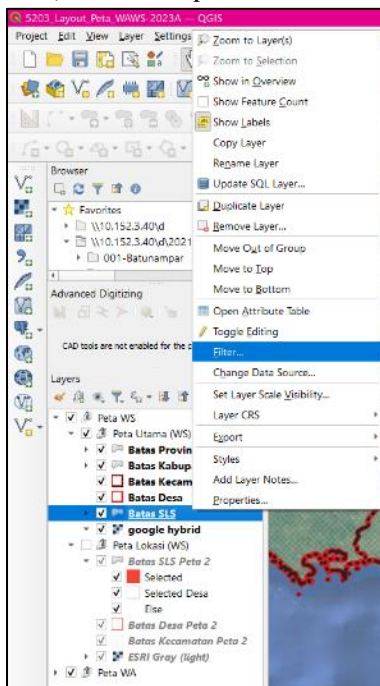 5203_Layout_Peta_WAWS-2023A — QGIS
Project Edit View Layer Settings
Browser
Favorites
\\10.152.3.40\d
\\10.152.3.40\d\2021
001-Batunampar
Advanced Digitizing
CAD tools are not enabled for the c
Layers
Peta WS
Peta Utama (WS)
Batas Provin
Batas Kabup
Batas Kecam
Batas Desa
Batas SLS
google hybrid
Peta Lokasi (WS)
Batas SLS Peta 2
Selected
Selected Desa
Else
Batas Desa Peta 2
Batas Kecamatan Peta 2
ESRI Gray (light)
Peta WA
Zoom to Layer(s)
Zoom to Selection
Show in Overview
Show Feature Count
Show Labels
Copy Layer
Rename Layer
Update SQL Layer...
Duplicate Layer
Remove Layer...
Move Out of Group
Move to Top
Move to Bottom
Open Attribute Table
Toggle Editing
Filter...
Change Data Source...
Set Layer Scale Visibility...
Layer CRS
Export
Styles
Add Layer Notes...
Properties...